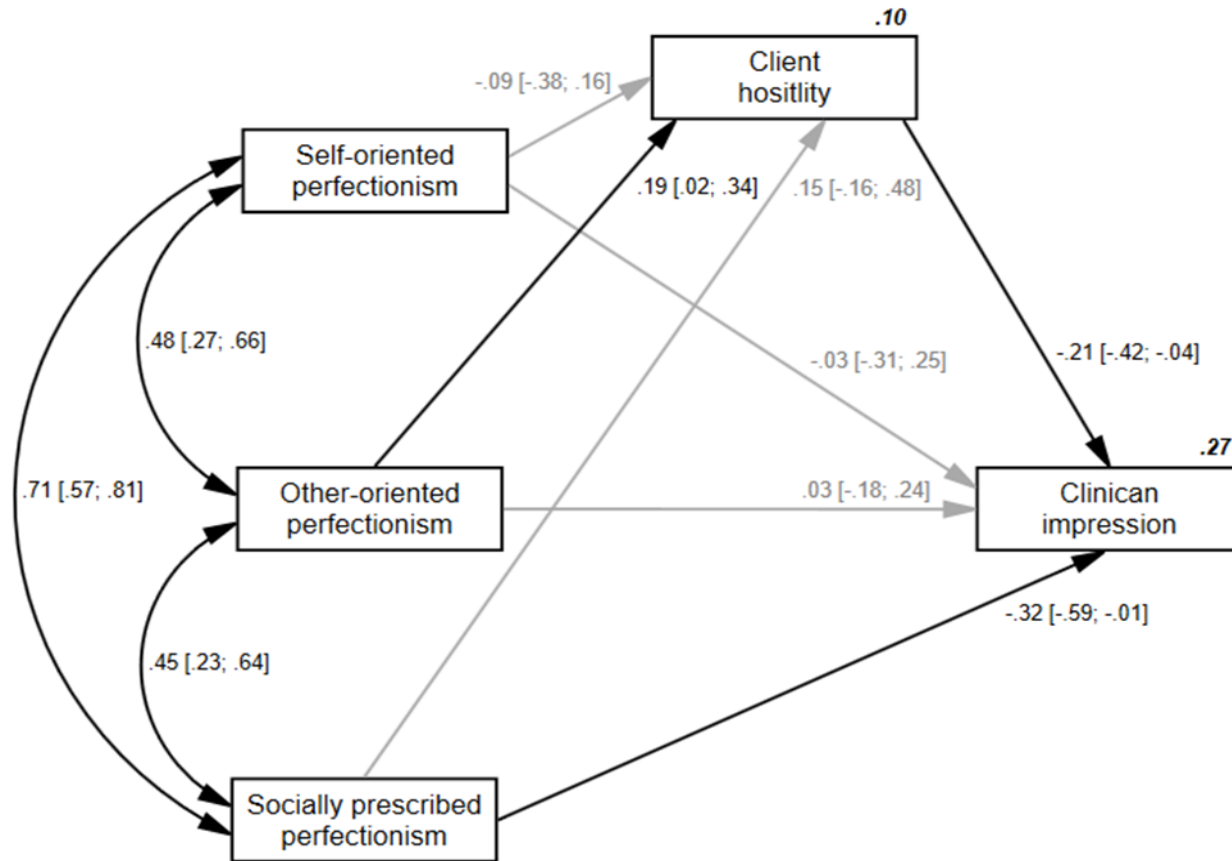 .10
Client
hositlity
-.09 [-.38; .16]
Self-oriented
perfectionism
.19 [.02; .34]
.15 [-.16; .48]
.48 [.27; .66]
-.03 [-.31; .25]
-.21 [-.42; -.04]
.27
.71 [.57; .81]
Other-oriented
perfectionism
.03 [-.18; .24]
Clinican
impression
-.32 [-.59; -.01]
.45 [.23; .64]
Socially prescribed
perfectionism